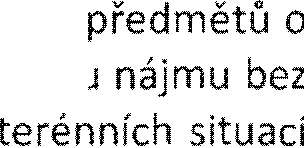 předmětů o
nájmu bez
terénních situací